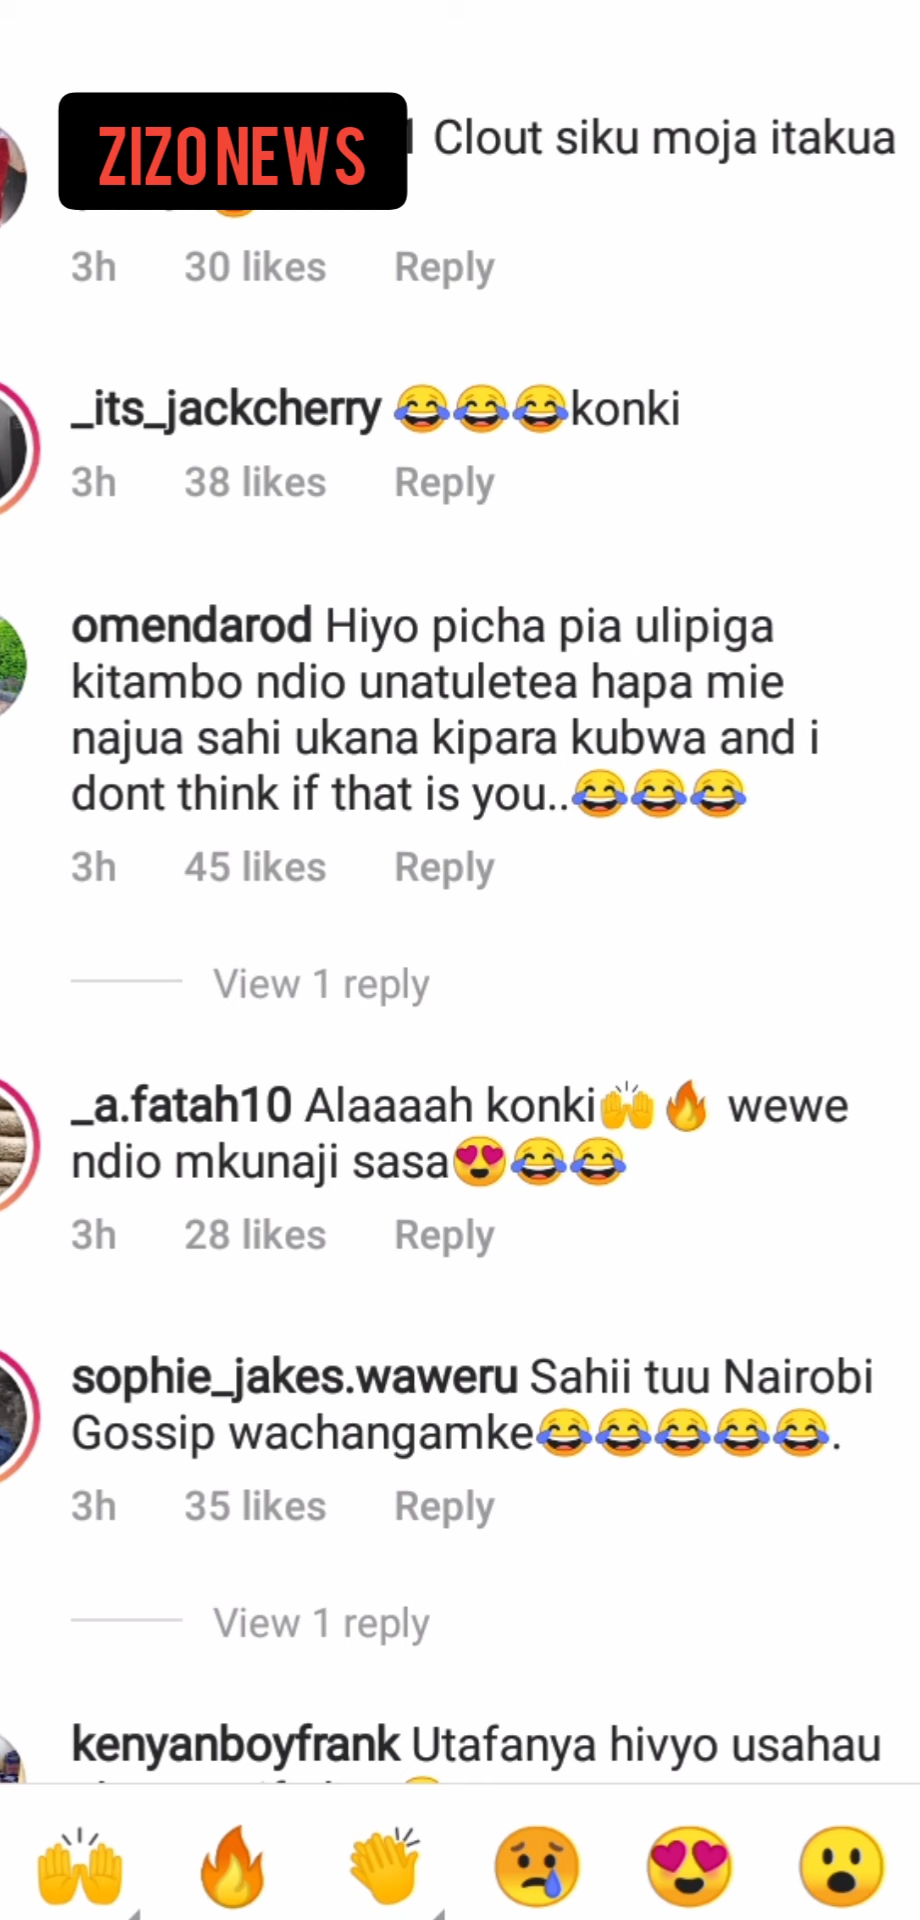 ZIZO NEWS Clout siku moja itakua
3h 30 likes Reply
_its_jackcherry 😂😂😂konki
3h 38 likes Reply
omendarod Hiyo picha pia ulipiga
kitambo ndio unatuletea hapa mie
najua sahi ukana kipara kubwa and i
dont think if that is you..😂😂😂
3h 45 likes Reply
View 1 reply
_a.fatah10 Alaaaah konki🙌🔥 wewe
ndio mkunaji sasa😍😂😂
3h 28 likes Reply
sophie_jakes.waweru Sahii tuu Nairobi
Gossip wachangamke😂😂😂😂😂.
3h 35 likes Reply
View 1 reply
kenyanboyfrank Utafanya hivyo usahau